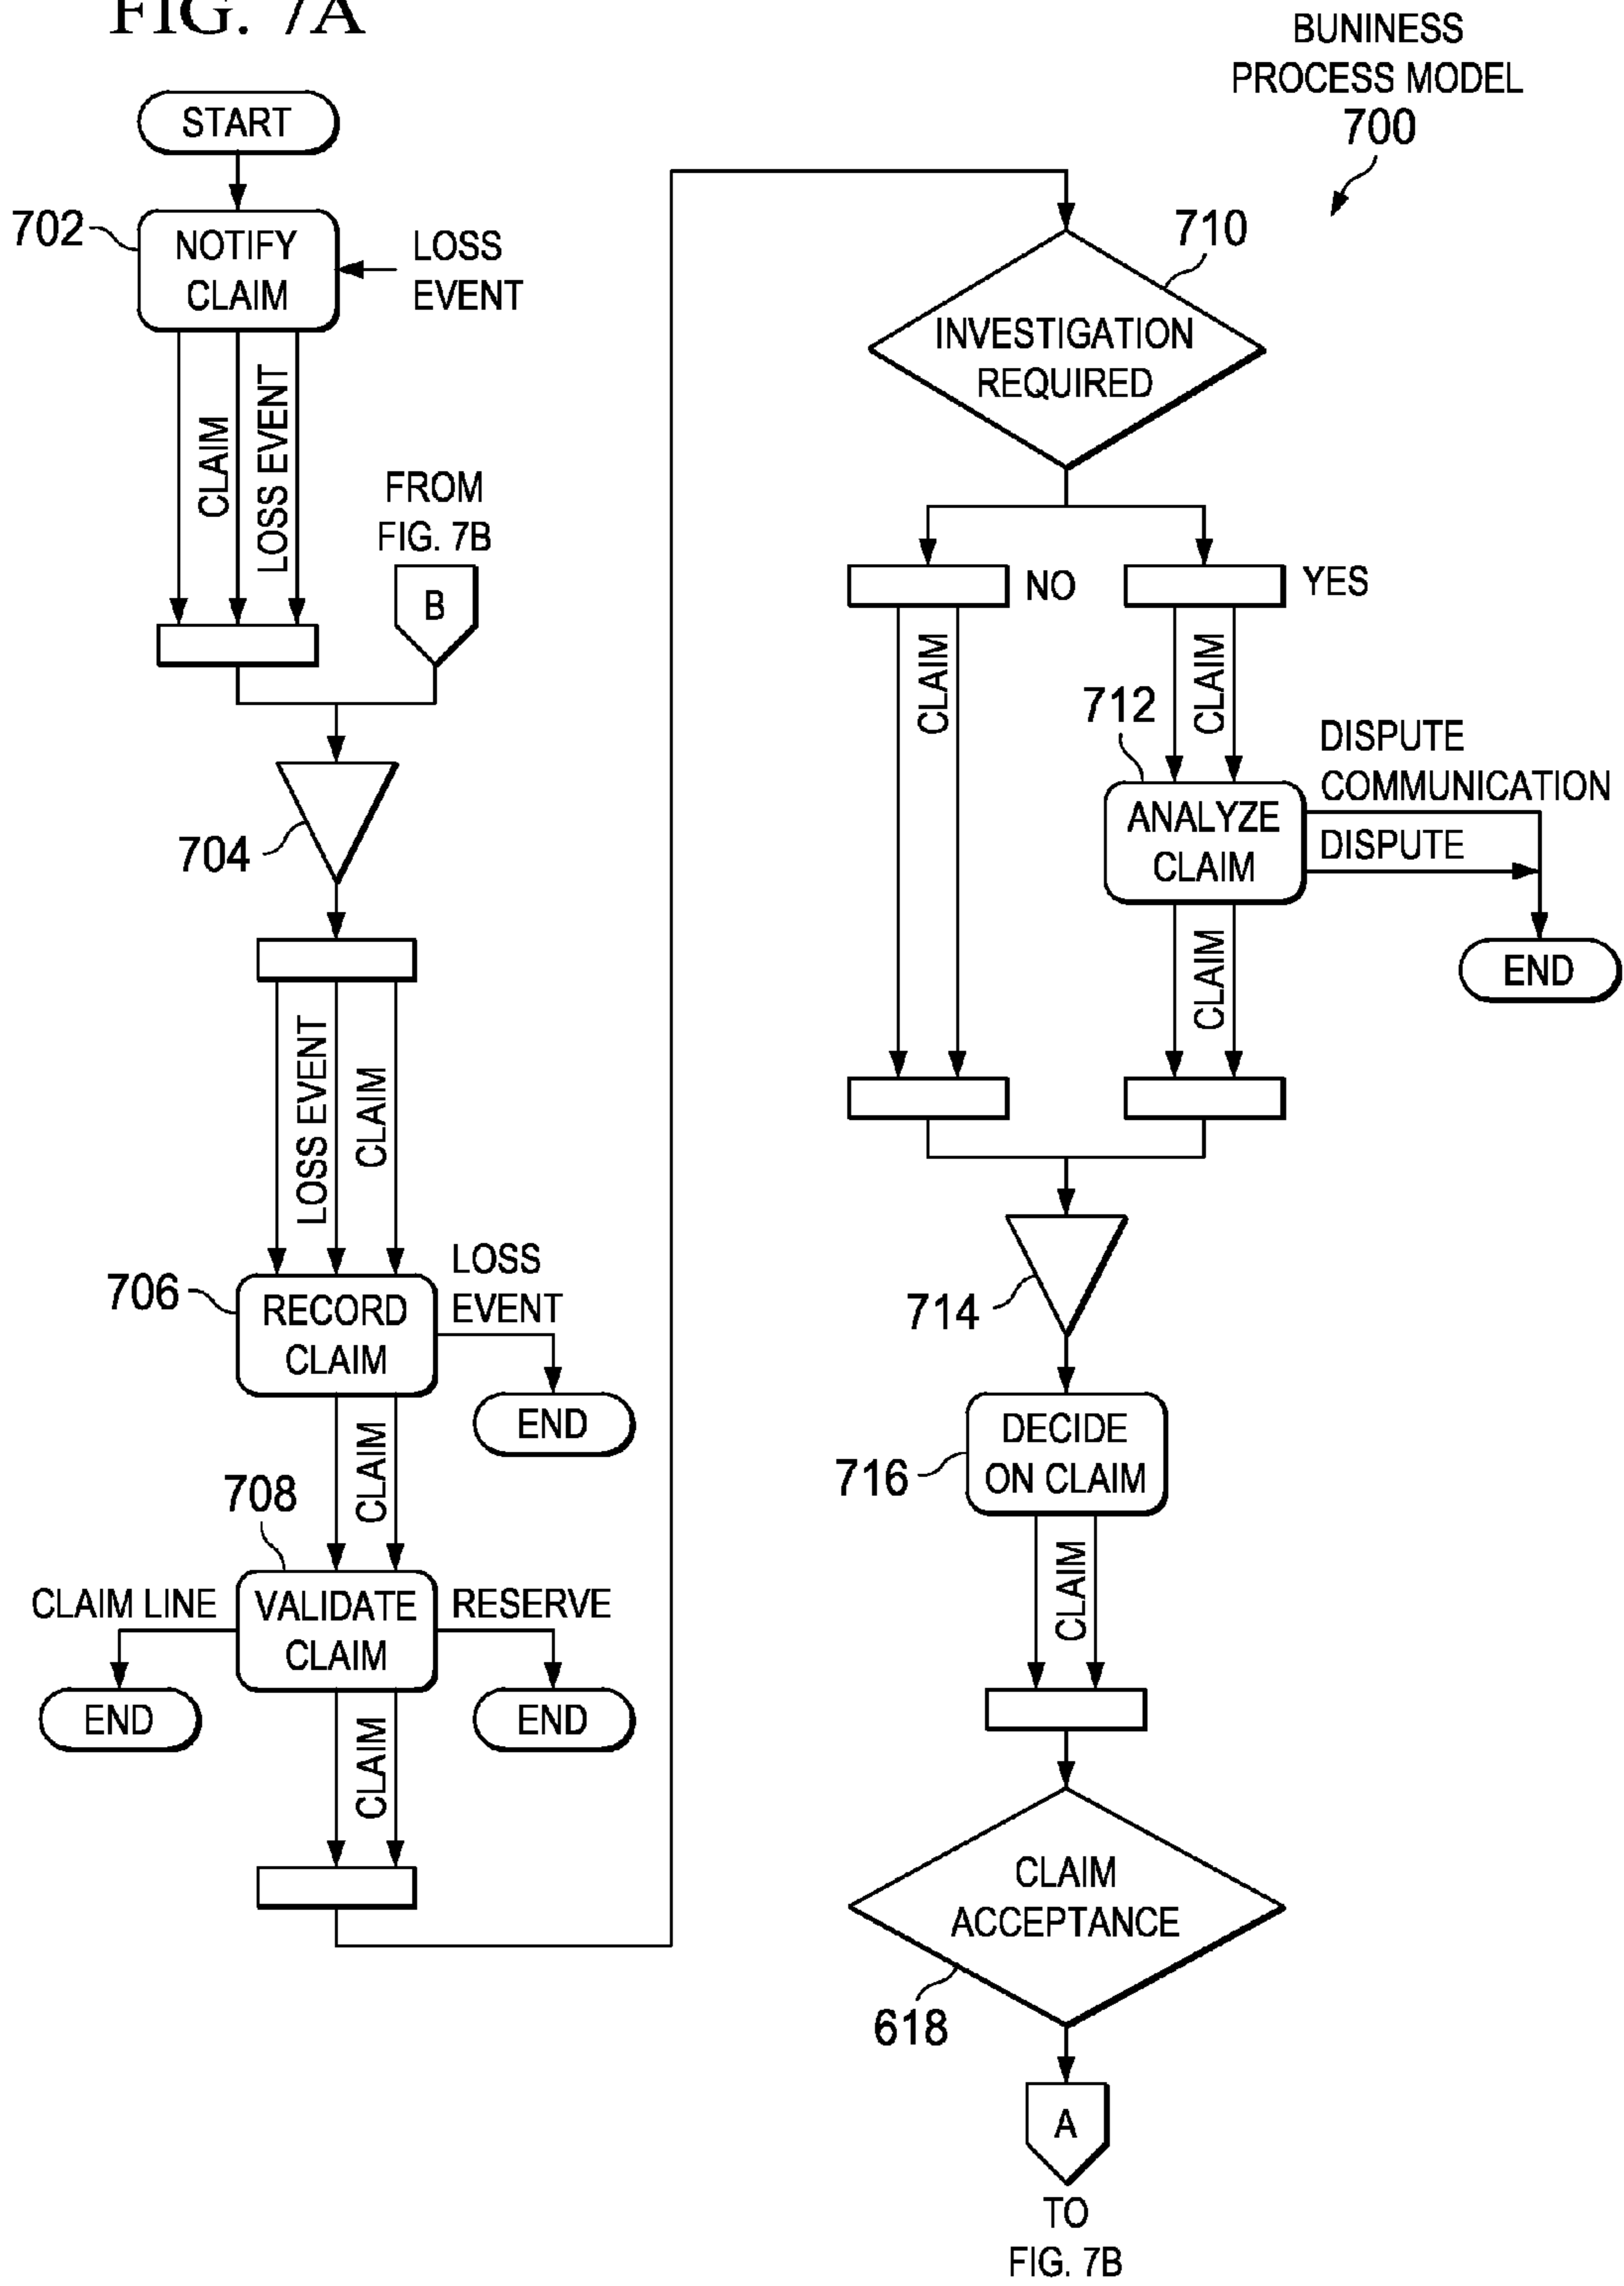 FIG. 7A
BUNINESS
PROCESS MODEL
700
START
702
NOTIFY
CLAIM
LOSS
EVENT
CLAIM
LOSS EVENT
FROM
FIG. 7B
B
704
LOSS EVENT
CLAIM
706
RECORD
CLAIM
LOSS
EVENT
END
CLAIM
708
CLAIM LINE
VALIDATE
CLAIM
RESERVE
END
END
CLAIM
710
INVESTIGATION
REQUIRED
NO
YES
CLAIM
CLAIM
712
ANALYZE
CLAIM
DISPUTE
COMMUNICATION
DISPUTE
END
CLAIM
714
716
DECIDE
ON CLAIM
CLAIM
CLAIM
ACCEPTANCE
618
A
TO
FIG. 7B